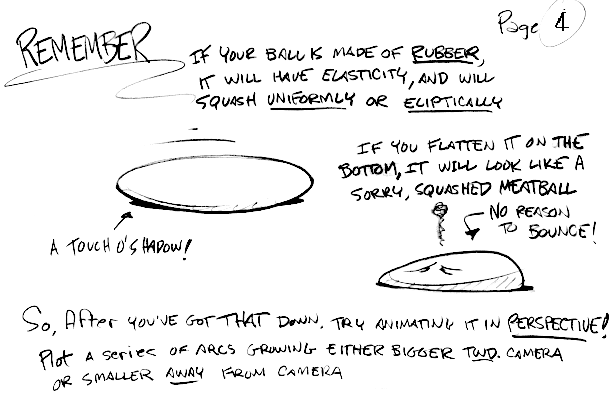 Page 4
REMEMBER
IF YOUR BALL IS MADE OF RUBBER,
IT WILL HAVE ELASTICITY, AND WILL
SQUASH UNIFORMLY OR ELIPTICALLY
IF YOU FLATTEN IT ON THE
BOTTOM, IT WILL LOOK LIKE A
SORRY, SQUASHED MEATBALL
NO REASON
TO BOUNCE!
A TOUCH O' SHADOW!
So, After YOU'VE GOT THAT DOWN, TRY ANIMATING IT IN PERSPECTIVE!
Plot A series OF ARCS GROWING EITHER BIGGER TWD. CAMERA
OR SMALLER AWAY FROM CAMERA